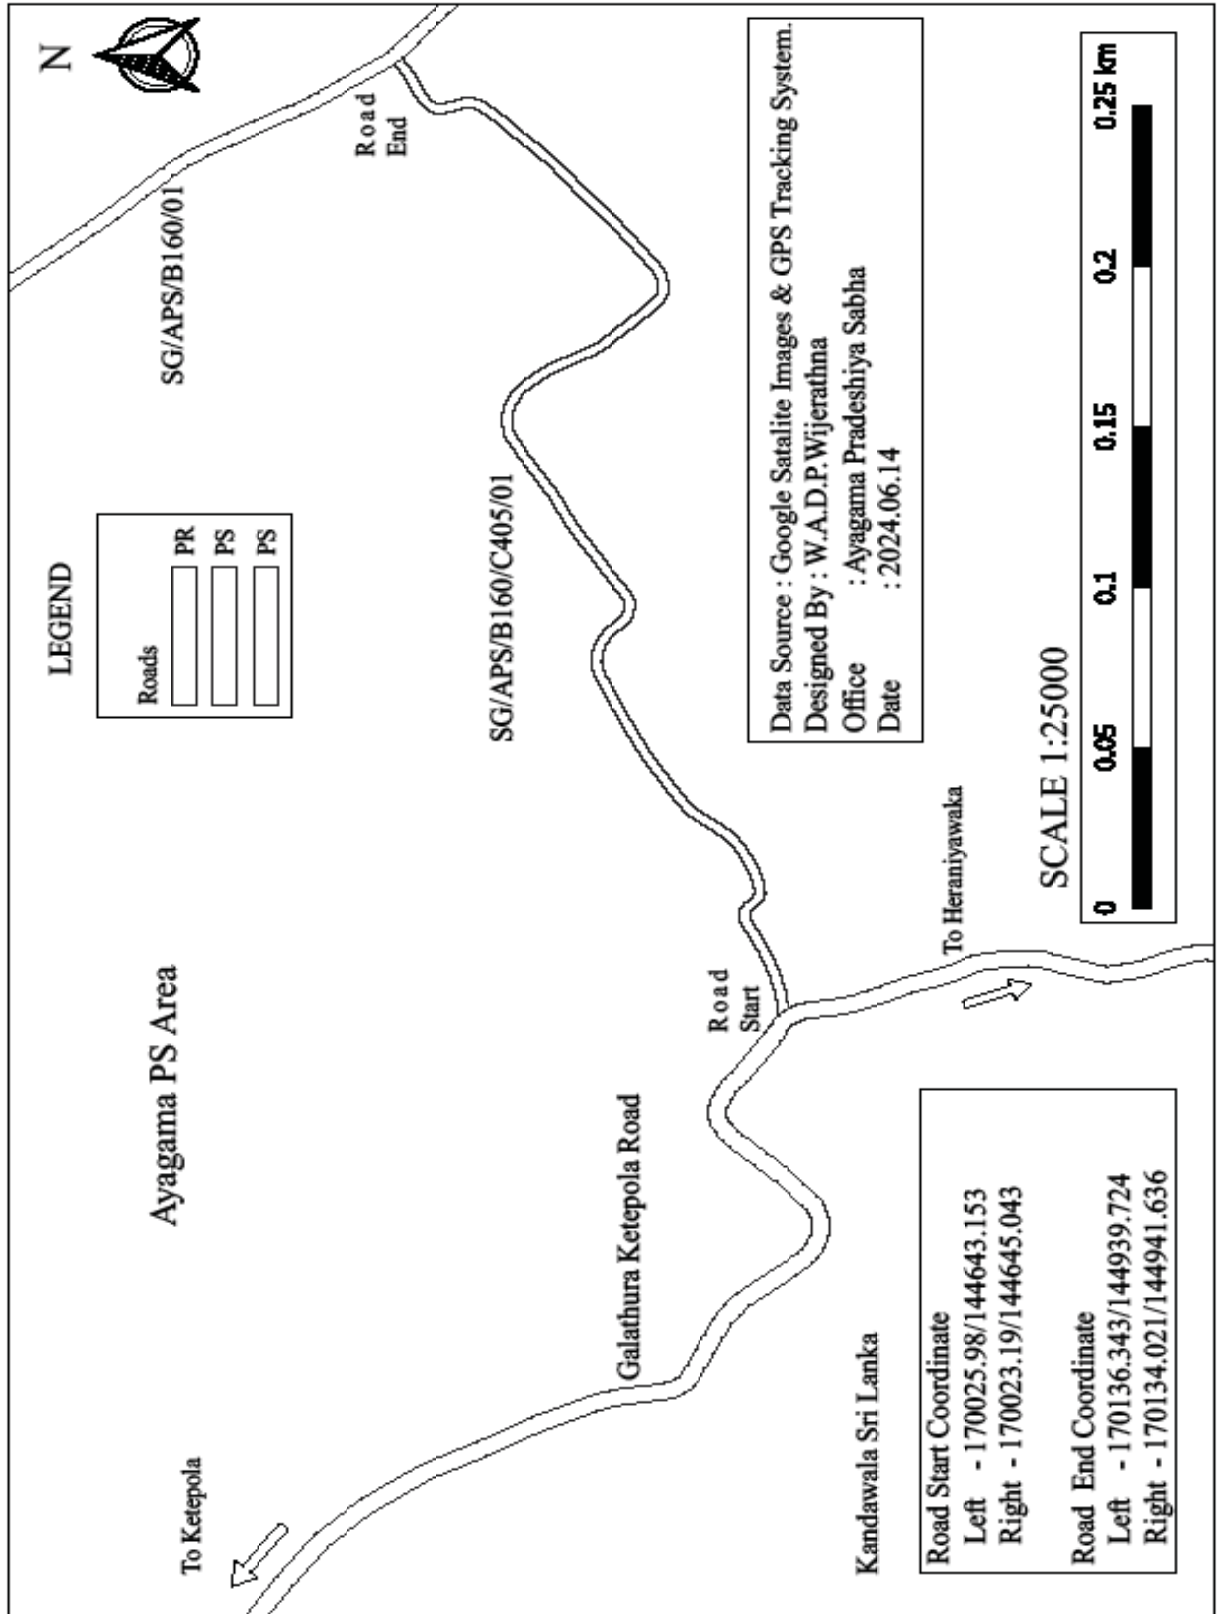 N
LEGEND
Roads
PR
PS
PS
Ayagama PS Area
To Ketepola
SG/APS/B160/01
Road
End
SG/APS/B160/C405/01
Galathura Ketepola Road
Road
Start
To Heraniyawaka
Kandawala Sri Lanka
Data Source : Google Satalite Images & GPS Tracking System.
Designed By : W.A.D.P.Wijerathna
Office : Ayagama Pradeshiya Sabha
Date : 2024.06.14
Road Start Coordinate
Left - 170025.98/144643.153
Right - 170023.19/144645.043
Road End Coordinate
Left - 170136.343/144939.724
Right - 170134.021/144941.636
SCALE 1:25000
0 0.05 0.1 0.15 0.2 0.25 km